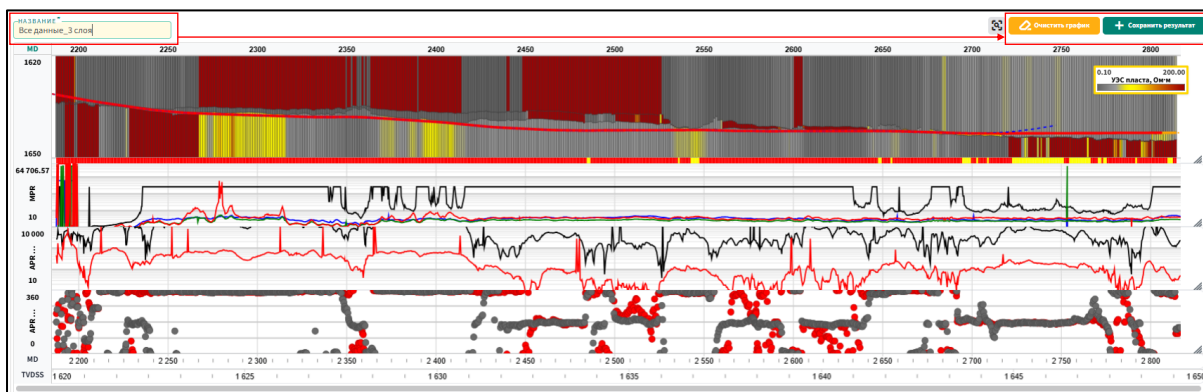 НАЗВАНИЕ*
Все данные_3 слоя
Очистить график
+ Сохранить результат
MD 2200 2250 2300 2350 2400 2450 2500 2550 2600 2650 2700 2750 2800
1620
0.10 200.00
УЭС пласта, Ом·м
1650
64 706.57
MPR
10
10 000
APR ...
10
360
APR ...
0
MD 2 200 2 250 2 300 2 350 2 400 2 450 2 500 2 550 2 600 2 650 2 700 2 750 2 800
TVDSS 1 620 1 625 1 630 1 635 1 640 1 645 1 650